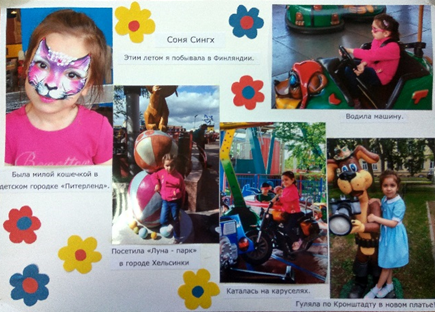 Соня Сингх
Этим летом я побывала в Финляндии.
Водила машину.
Была милой кошечкой в
детском городке «Питерленд».
Посетила «Луна - парк»
в городе Хельсинки
Каталась на каруселях.
Гуляла по Кронштадту в новом платье!